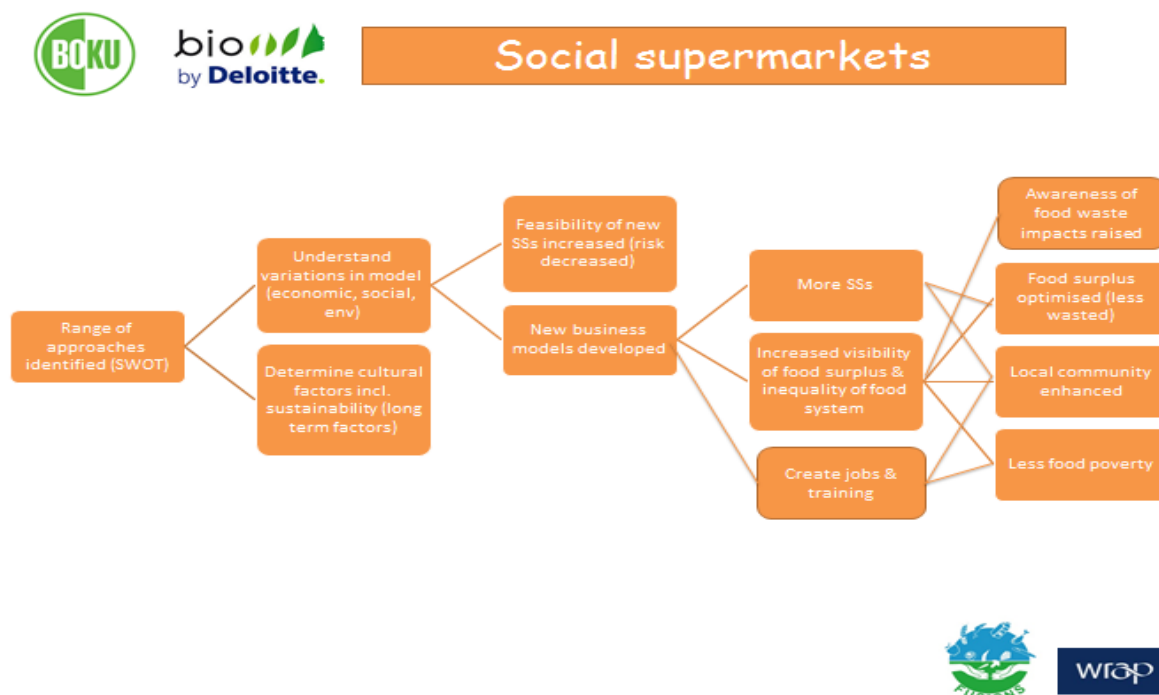 BOKU
bio
by Deloitte.
Social supermarkets
Range of
approaches
identified (SWOT)
Understand
variations in model
(economic, social,
env)
Determine cultural
factors incl.
sustainability (long
term factors)
Feasibility of new
SSs increased (risk
decreased)
New business
models developed
More SSs
Increased visibility
of food surplus &
inequality of food
system
Create jobs &
training
Awareness of
food waste
impacts raised
Food surplus
optimised (less
wasted)
Local community
enhanced
Less food poverty
FUSIONS
wrap